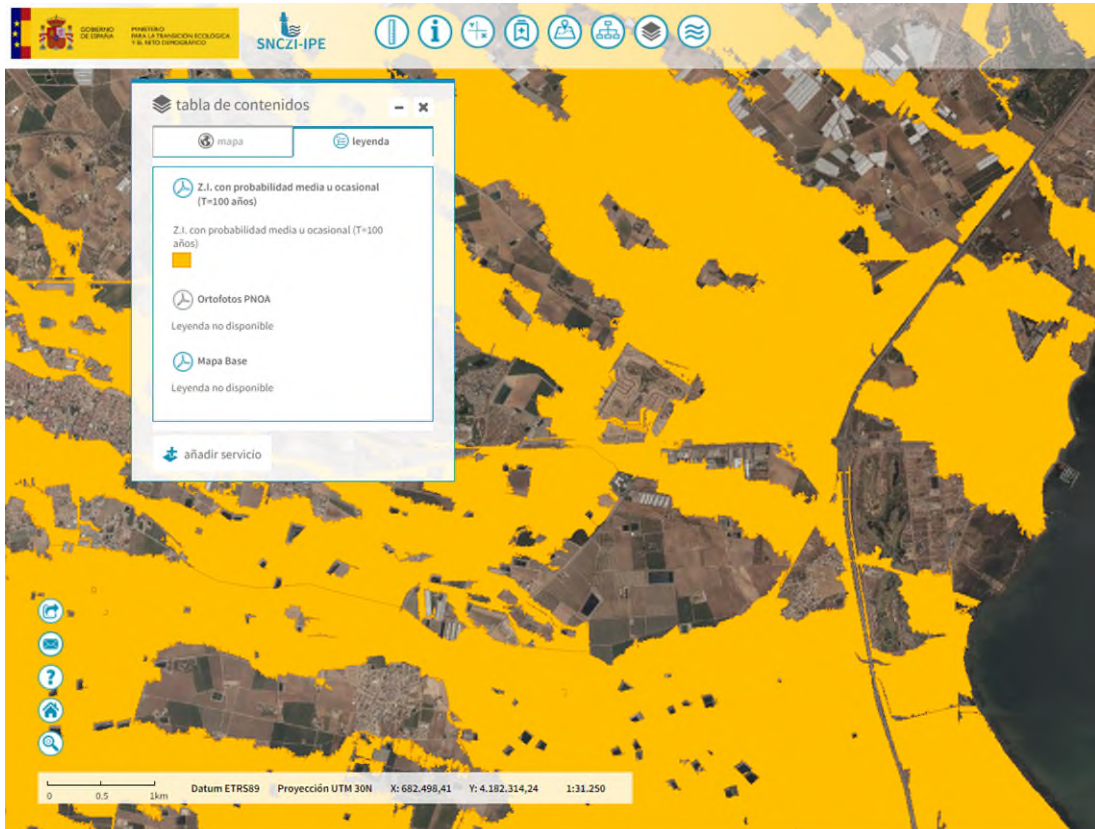 GOBIERNO
DE ESPAÑA
MINISTERIO
PARA LA TRANSICIÓN ECOLÓGICA
Y EL RETO DEMOGRÁFICO
SNCZI-IPE
tabla de contenidos
mapa
leyenda
Z.I. con probabilidad media u ocasional
(T=100 años)
Z.I. con probabilidad media u ocasional (T=100
años)
Ortofotos PNOA
Leyenda no disponible
Mapa Base
Leyenda no disponible
añadir servicio
0 0.5 1km
Datum ETRS89 Proyección UTM 30N X: 682.498,41 Y: 4.182.314,24 1:31.250